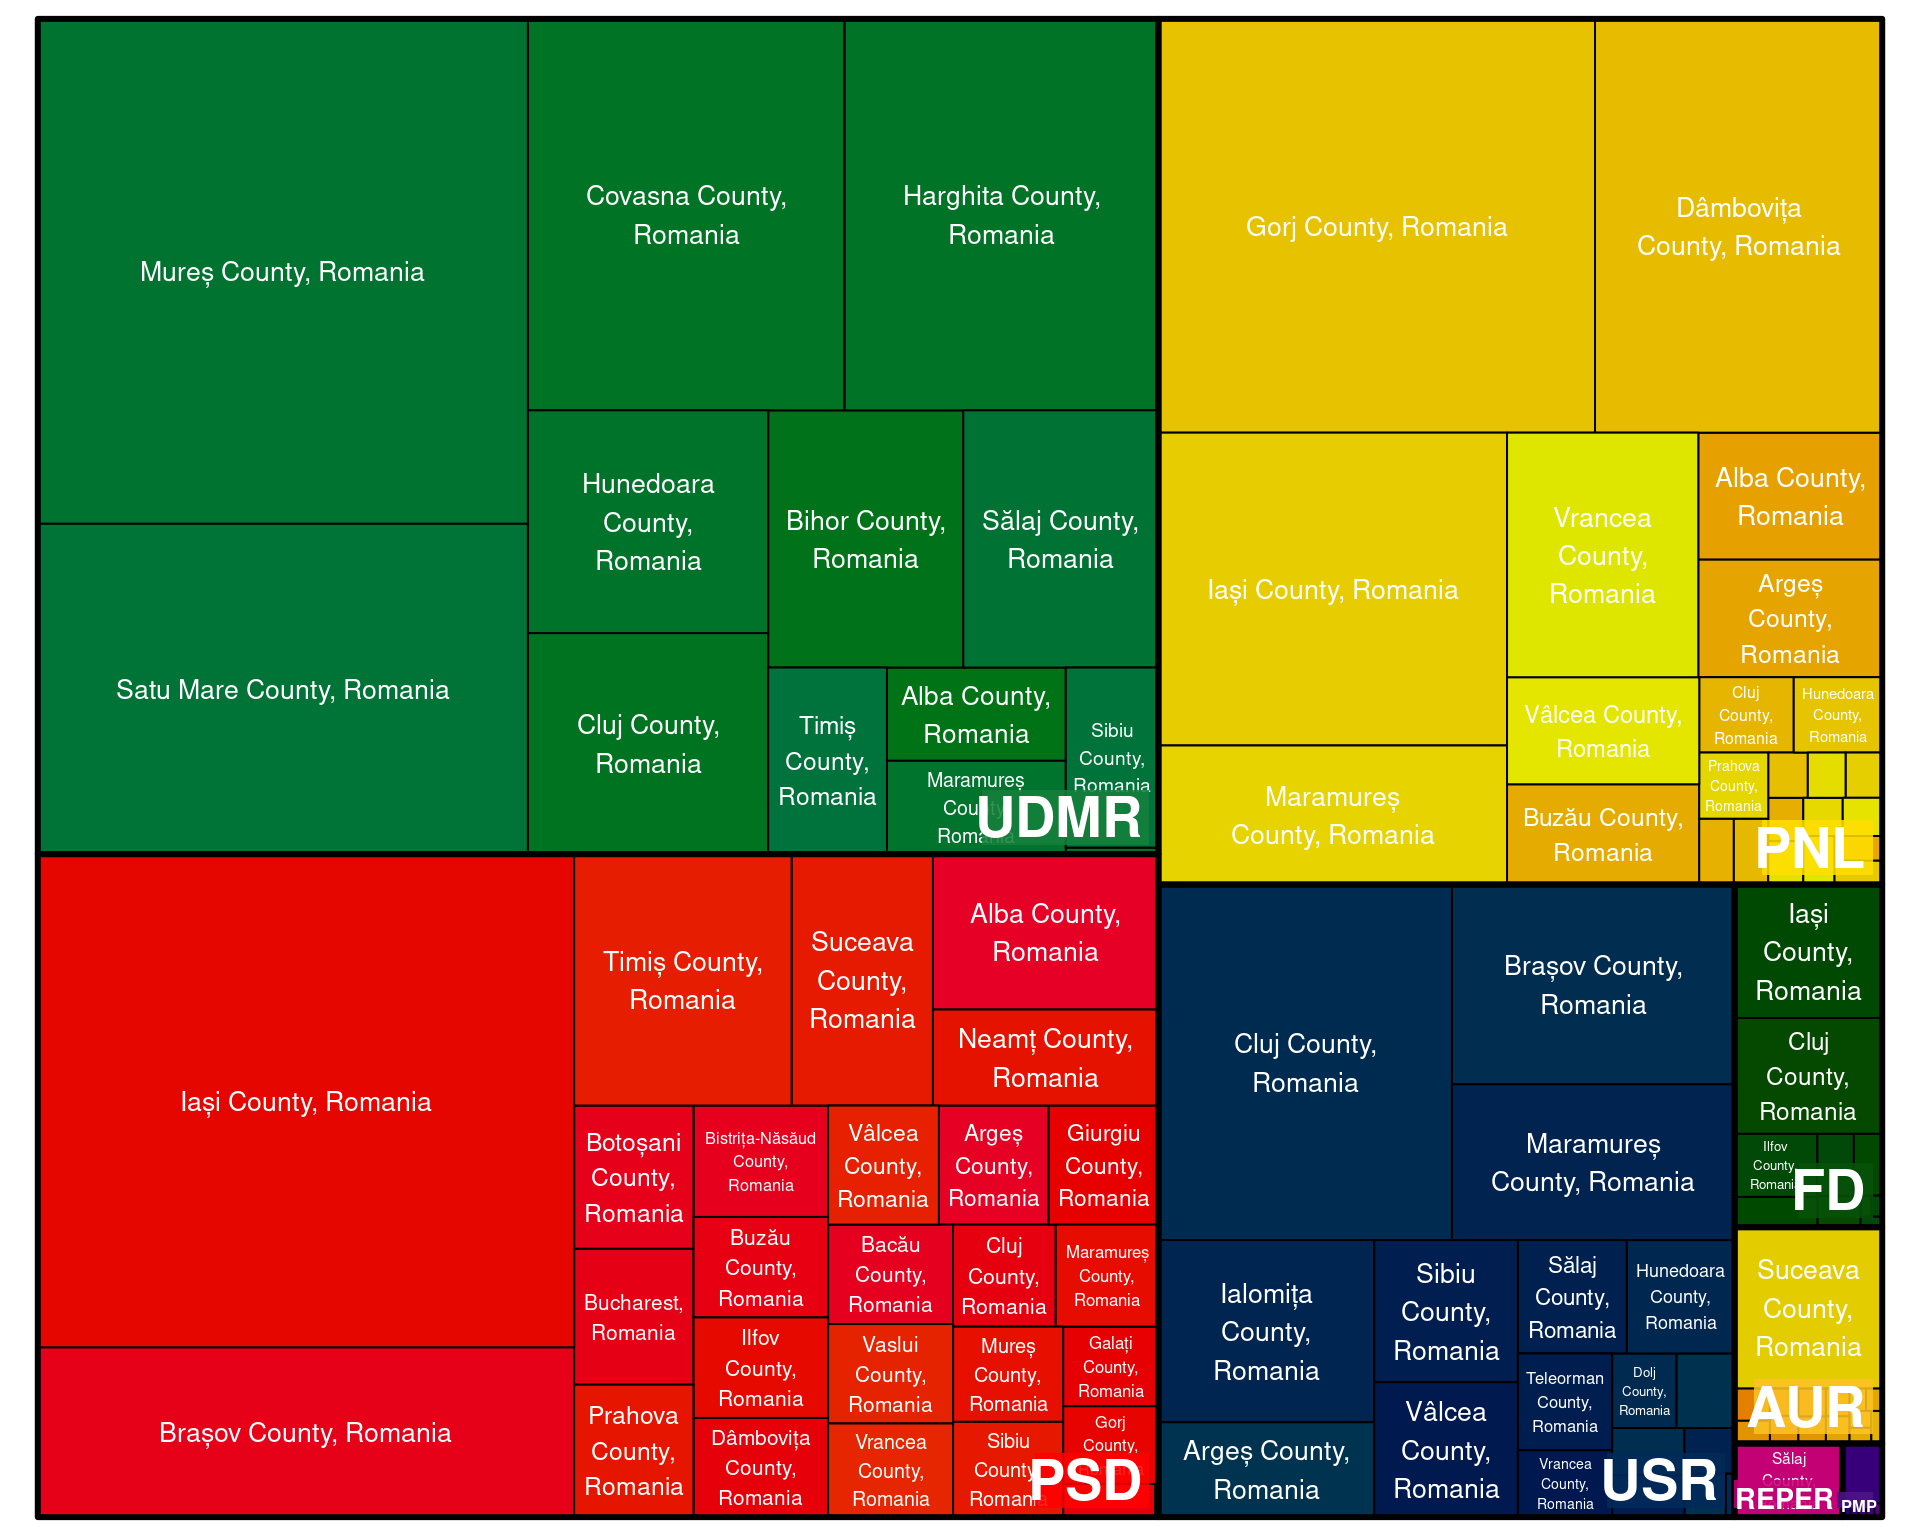 Mureș County, Romania
Covasna County,
Romania
Harghita County,
Romania
Satu Mare County, Romania
Hunedoara
County,
Romania
Bihor County,
Romania
Sălaj County,
Romania
Cluj County,
Romania
Timiș
County,
Romania
Alba County,
Romania
Maramureș
County,
Romania
Sibiu
County,
Romania
UDMR
Gorj County, Romania
Dâmbovița
County, Romania
Iași County, Romania
Vrancea
County,
Romania
Alba County,
Romania
Argeș
County,
Romania
Maramureș
County, Romania
Vâlcea County,
Romania
Buzău County,
Romania
Cluj
County,
Romania
Hunedoara
County,
Romania
Prahova
County,
Romania
PNL
Iași County, Romania
Brașov County, Romania
Timiș County,
Romania
Suceava
County,
Romania
Alba County,
Romania
Neamț County,
Romania
Botoșani
County,
Romania
Bistrița-Năsăud
County,
Romania
Vâlcea
County,
Romania
Argeș
County,
Romania
Giurgiu
County,
Romania
Bucharest,
Romania
Buzău
County,
Romania
Bacău
County,
Romania
Cluj
County,
Romania
Maramureș
County,
Romania
Prahova
County,
Romania
Ilfov
County,
Romania
Vaslui
County,
Romania
Mureș
County,
Romania
Galați
County,
Romania
Dâmbovița
County,
Romania
Vrancea
County,
Romania
Sibiu
County,
Romania
Gorj
County,
PSD
Cluj County,
Romania
Brașov County,
Romania
Maramureș
County, Romania
Ialomița
County,
Romania
Argeș County,
Romania
Sibiu
County,
Romania
Vâlcea
County,
Romania
Sălaj
County,
Romania
Hunedoara
County,
Romania
Teleorman
County,
Romania
Dolj
County,
Romania
Vrancea
County,
Romania
USR
Iași
County,
Romania
Cluj
County,
Romania
Ilfov
County,
Romania
FD
Suceava
County,
Romania
AUR
Sălaj
County,
REPER
PMP